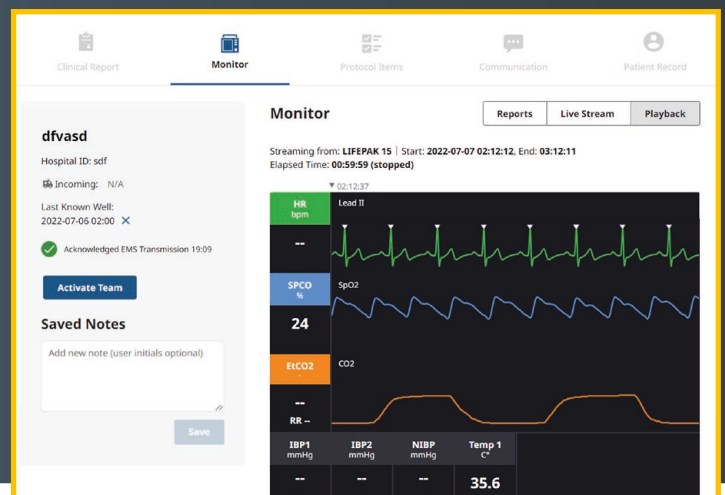 Clinical Report
Monitor
Protocol Items
Communication
Patient Record
dfvasd
Hospital ID: sdf
Incoming: N/A
Last Known Well:
2022-07-06 02:00
Acknowledged EMS Transmission 19:09
Activate Team
Saved Notes
Add new note (user initials optional)
Save
Monitor
Reports
Live Stream
Playback
Streaming from: LIFEPAK 15 | Start: 2022-07-07 02:12:12, End: 03:12:11
Elapsed Time: 00:59:59 (stopped)
02:12:37
HR
bpm
--
Lead II
SPCO
%
24
SpO2
EtCO2
-
--
RR --
CO2
IBP1
mmHg
--
IBP2
mmHg
--
NIBP
mmHg
--
Temp 1
C°
35.6